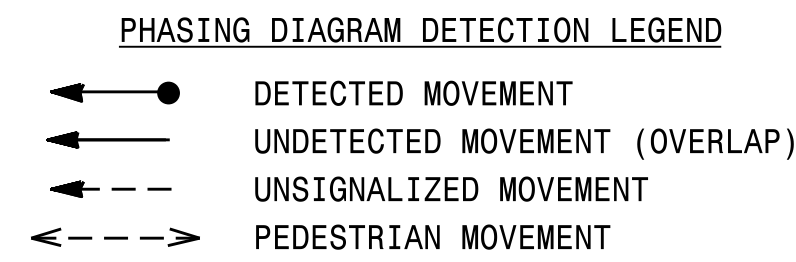 PHASING DIAGRAM DETECTION LEGEND
DETECTED MOVEMENT
UNDETECTED MOVEMENT (OVERLAP)
UNSIGNALIZED MOVEMENT
PEDESTRIAN MOVEMENT